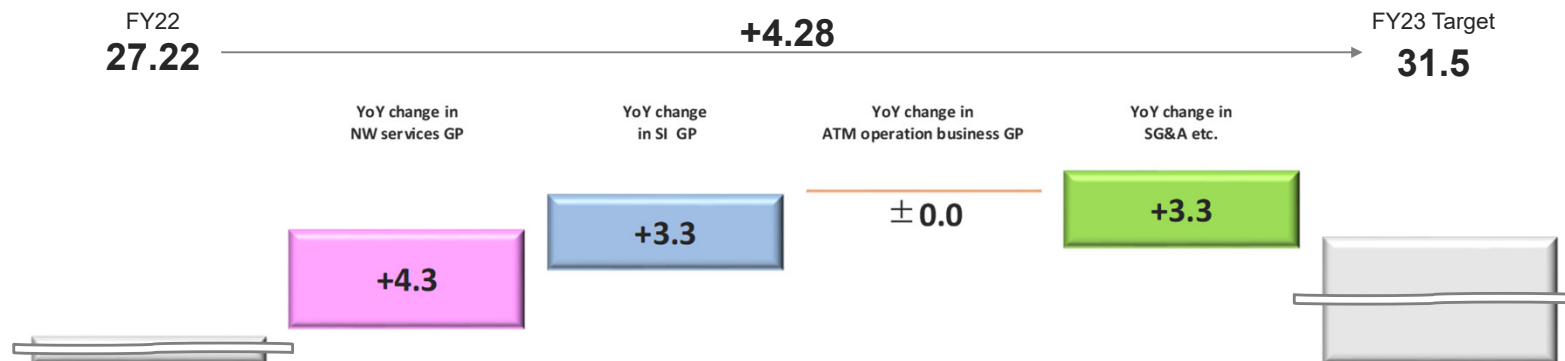 FY22
27.22
+4.28
FY23 Target
31.5
YoY change in
NW services GP
YoY change
in SI GP
YoY change in
ATM operation business GP
YoY change in
SG&A etc.
+4.3
+3.3
±0.0
+3.3